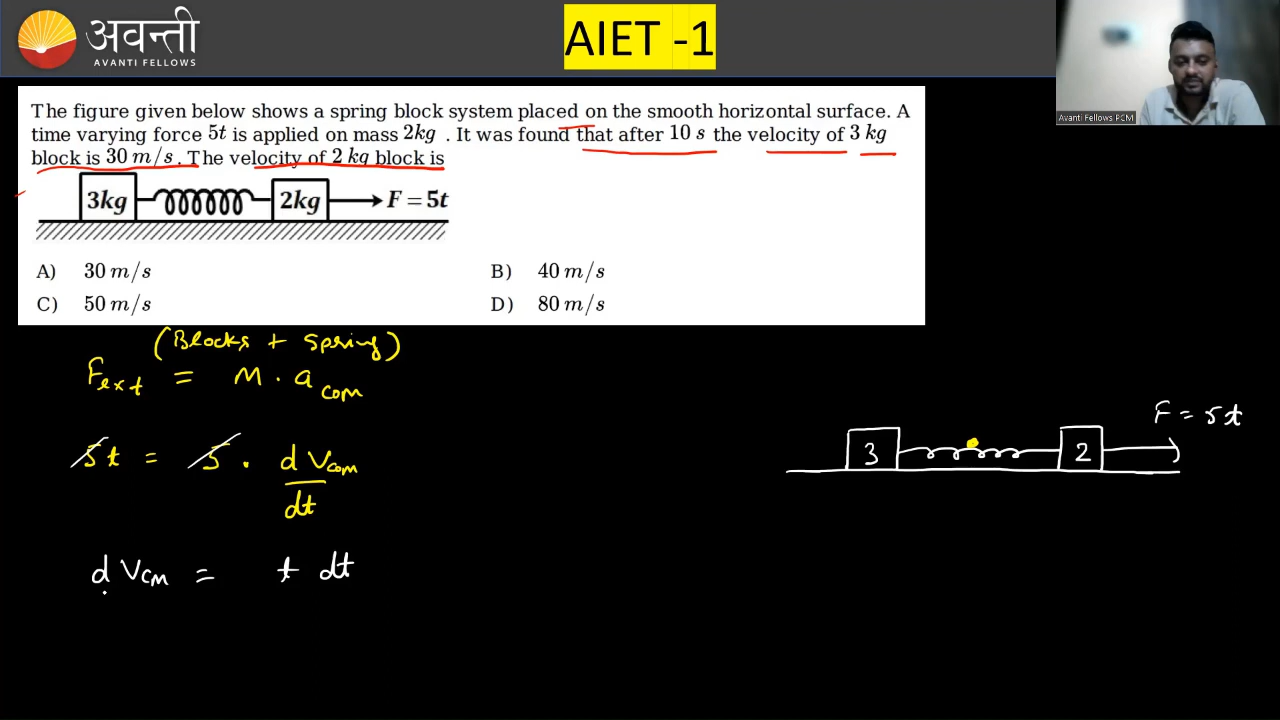 अवन्ती
AVANTI FELLOWS
AIET -1
Avanti Fellows PCM
The figure given below shows a spring block system placed on the smooth horizontal surface. A
time varying force 5t is applied on mass 2kg . It was found that after 10 s the velocity of 3 kg
block is 30 m/s . The velocity of 2 kg block is
3kg 2kg F = 5t
A) 30 m/s B) 40 m/s
C) 50 m/s D) 80 m/s
(Blocks + Spring)
Fext = M . a com
5t = 5 . d Vcom
dt
d VCM = t dt
F = 5t
3 2